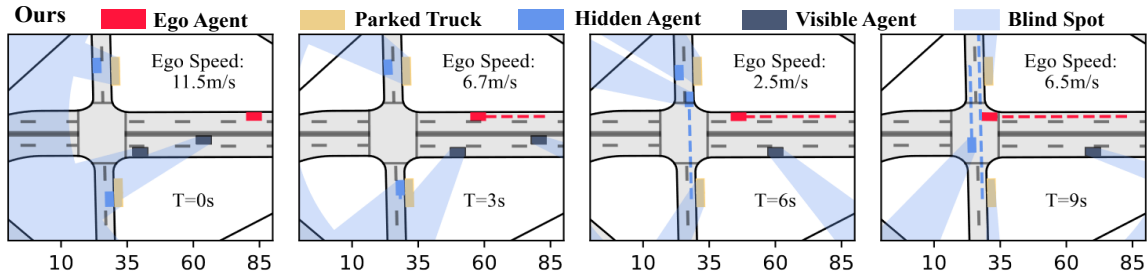 Ours Ego Agent Parked Truck Hidden Agent Visible Agent Blind Spot
Ego Speed:
11.5m/s
T=0s
10 35 60 85
Ego Speed:
6.7m/s
T=3s
10 35 60 85
Ego Speed:
2.5m/s
T=6s
10 35 60 85
Ego Speed:
6.5m/s
T=9s
10 35 60 85